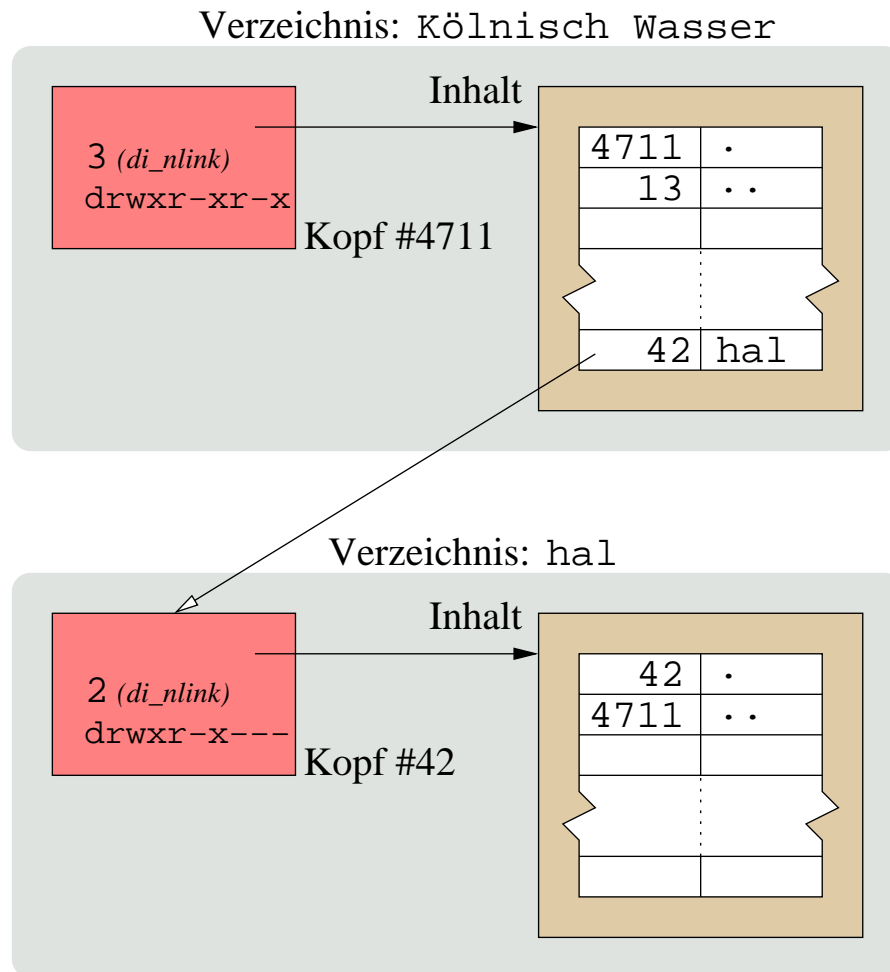 Verzeichnis: Kölnisch Wasser
Inhalt
3 (di_nlink)
drwxr-xr-x
Kopf #4711
4711 .
13 ..
42 hal
Verzeichnis: hal
Inhalt
2 (di_nlink)
drwxr-x---
Kopf #42
42 .
4711 ..